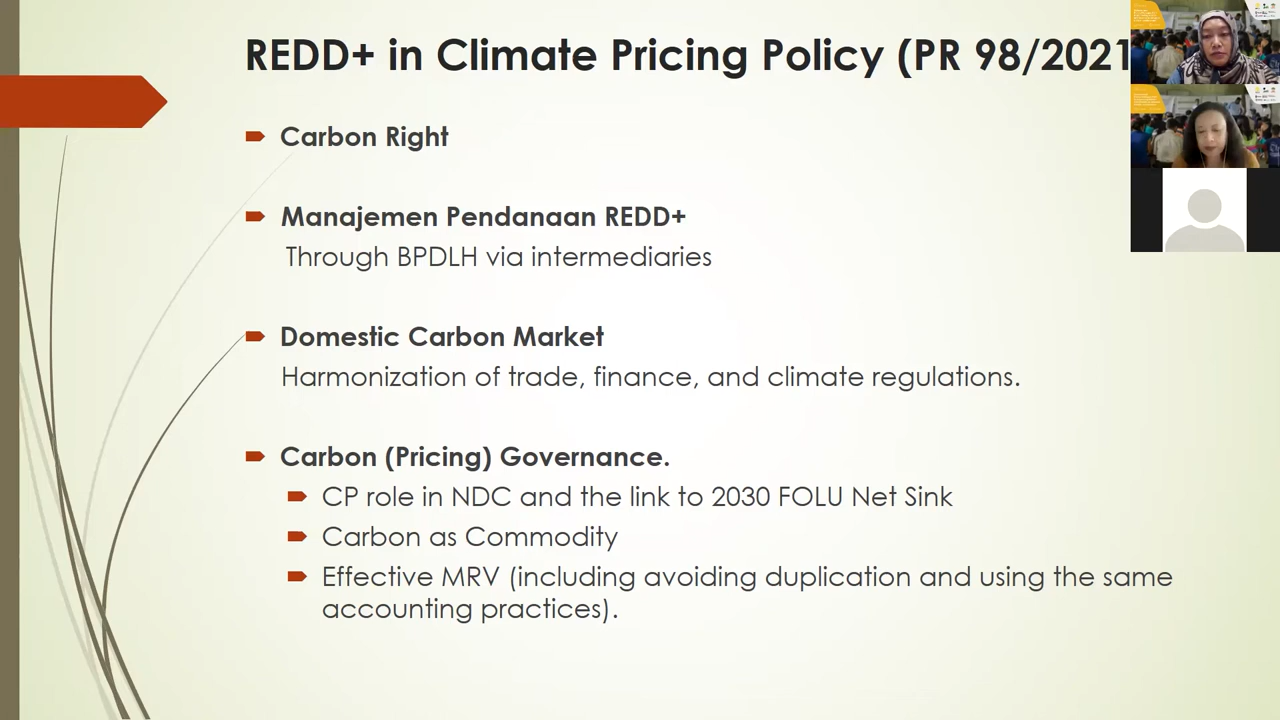 REDD+ in Climate Pricing Policy (PR 98/2021
Carbon Right
Manajemen Pendanaan REDD+
Through BPDLH via intermediaries
Domestic Carbon Market
Harmonization of trade, finance, and climate regulations.
Carbon (Pricing) Governance.
CP role in NDC and the link to 2030 FOLU Net Sink
Carbon as Commodity
Effective MRV (including avoiding duplication and using the same
accounting practices).